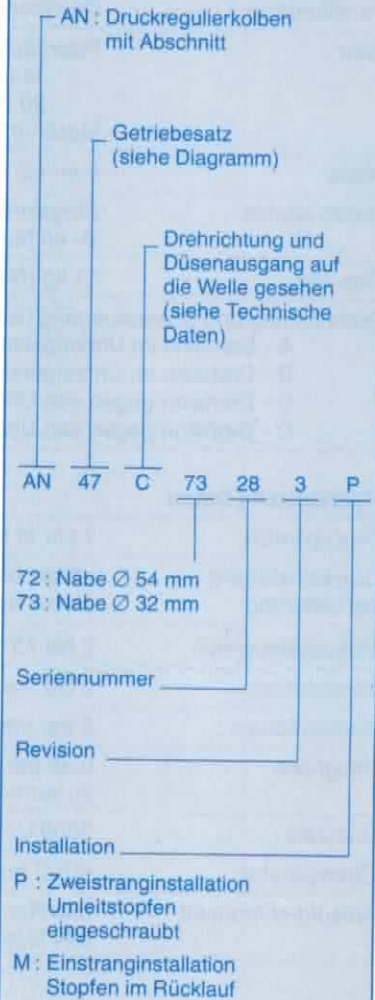 AN : Druckregulierkolben
mit Abschnitt
Getriebesatz
(siehe Diagramm)
Drehrichtung und
Düsenausgang auf
die Welle gesehen
(siehe Technische
Daten)
AN 47 C 73 28 3 P
72 : Nabe Ø 54 mm
73 : Nabe Ø 32 mm
Seriennummer
Revision
Installation
P : Zweistranginstallation
Umleitstopfen
eingeschraubt
M : Einstranginstallation
Stopfen im Rücklauf